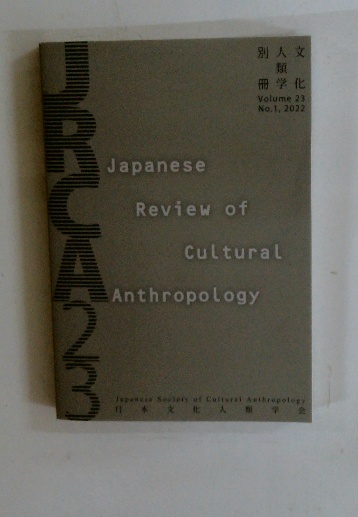 JRCA23
文化
人類学
別冊
Volume 23
No.1, 2022
Japanese
Review of
Cultural
Anthropology
Japanese Society of Cultural Anthropology
日本文化人類学会